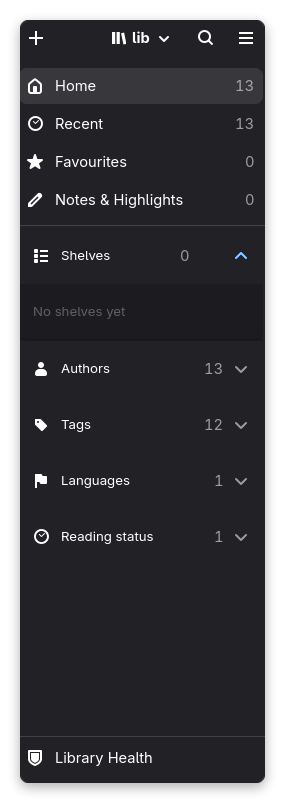 lib
Home 13
Recent 13
Favourites 0
Notes & Highlights 0
Shelves 0
No shelves yet
Authors 13
Tags 12
Languages 1
Reading status 1
Library Health